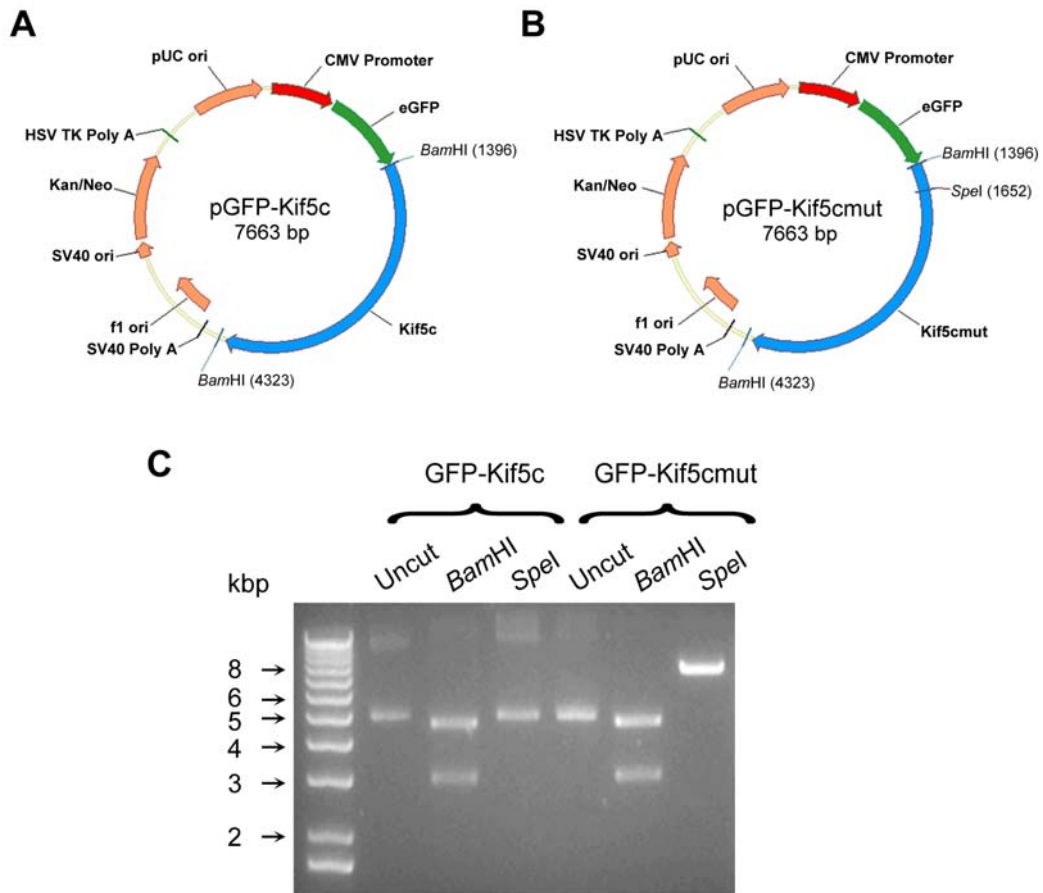 A
pUC ori
CMV Promoter
eGFP
HSV TK Poly A
BamHI (1396)
Kan/Neo
pGFP-Kif5c
7663 bp
SV40 ori
f1 ori
Kif5c
SV40 Poly A
BamHI (4323)
B
pUC ori
CMV Promoter
eGFP
HSV TK Poly A
BamHI (1396)
Kan/Neo
SpeI (1652)
pGFP-Kif5cmut
7663 bp
SV40 ori
f1 ori
Kif5cmut
SV40 Poly A
BamHI (4323)
C
GFP-Kif5c
GFP-Kif5cmut
kbp
Uncut
BamHI
SpeI
Uncut
BamHI
SpeI
8
6
5
4
3
2